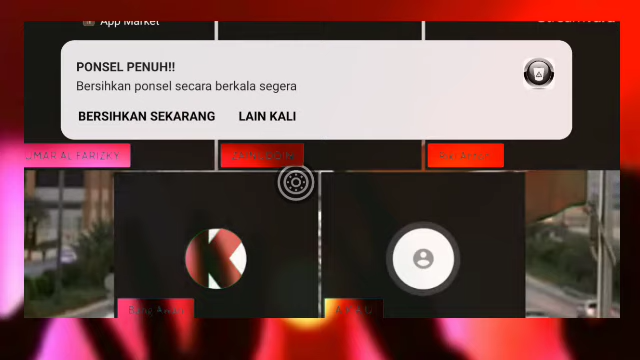 App Market
PONSEL PENUH!!
Bersihkan ponsel secara berkala segera
BERSIHKAN SEKARANG LAIN KALI
UMAR AL FARIZKY